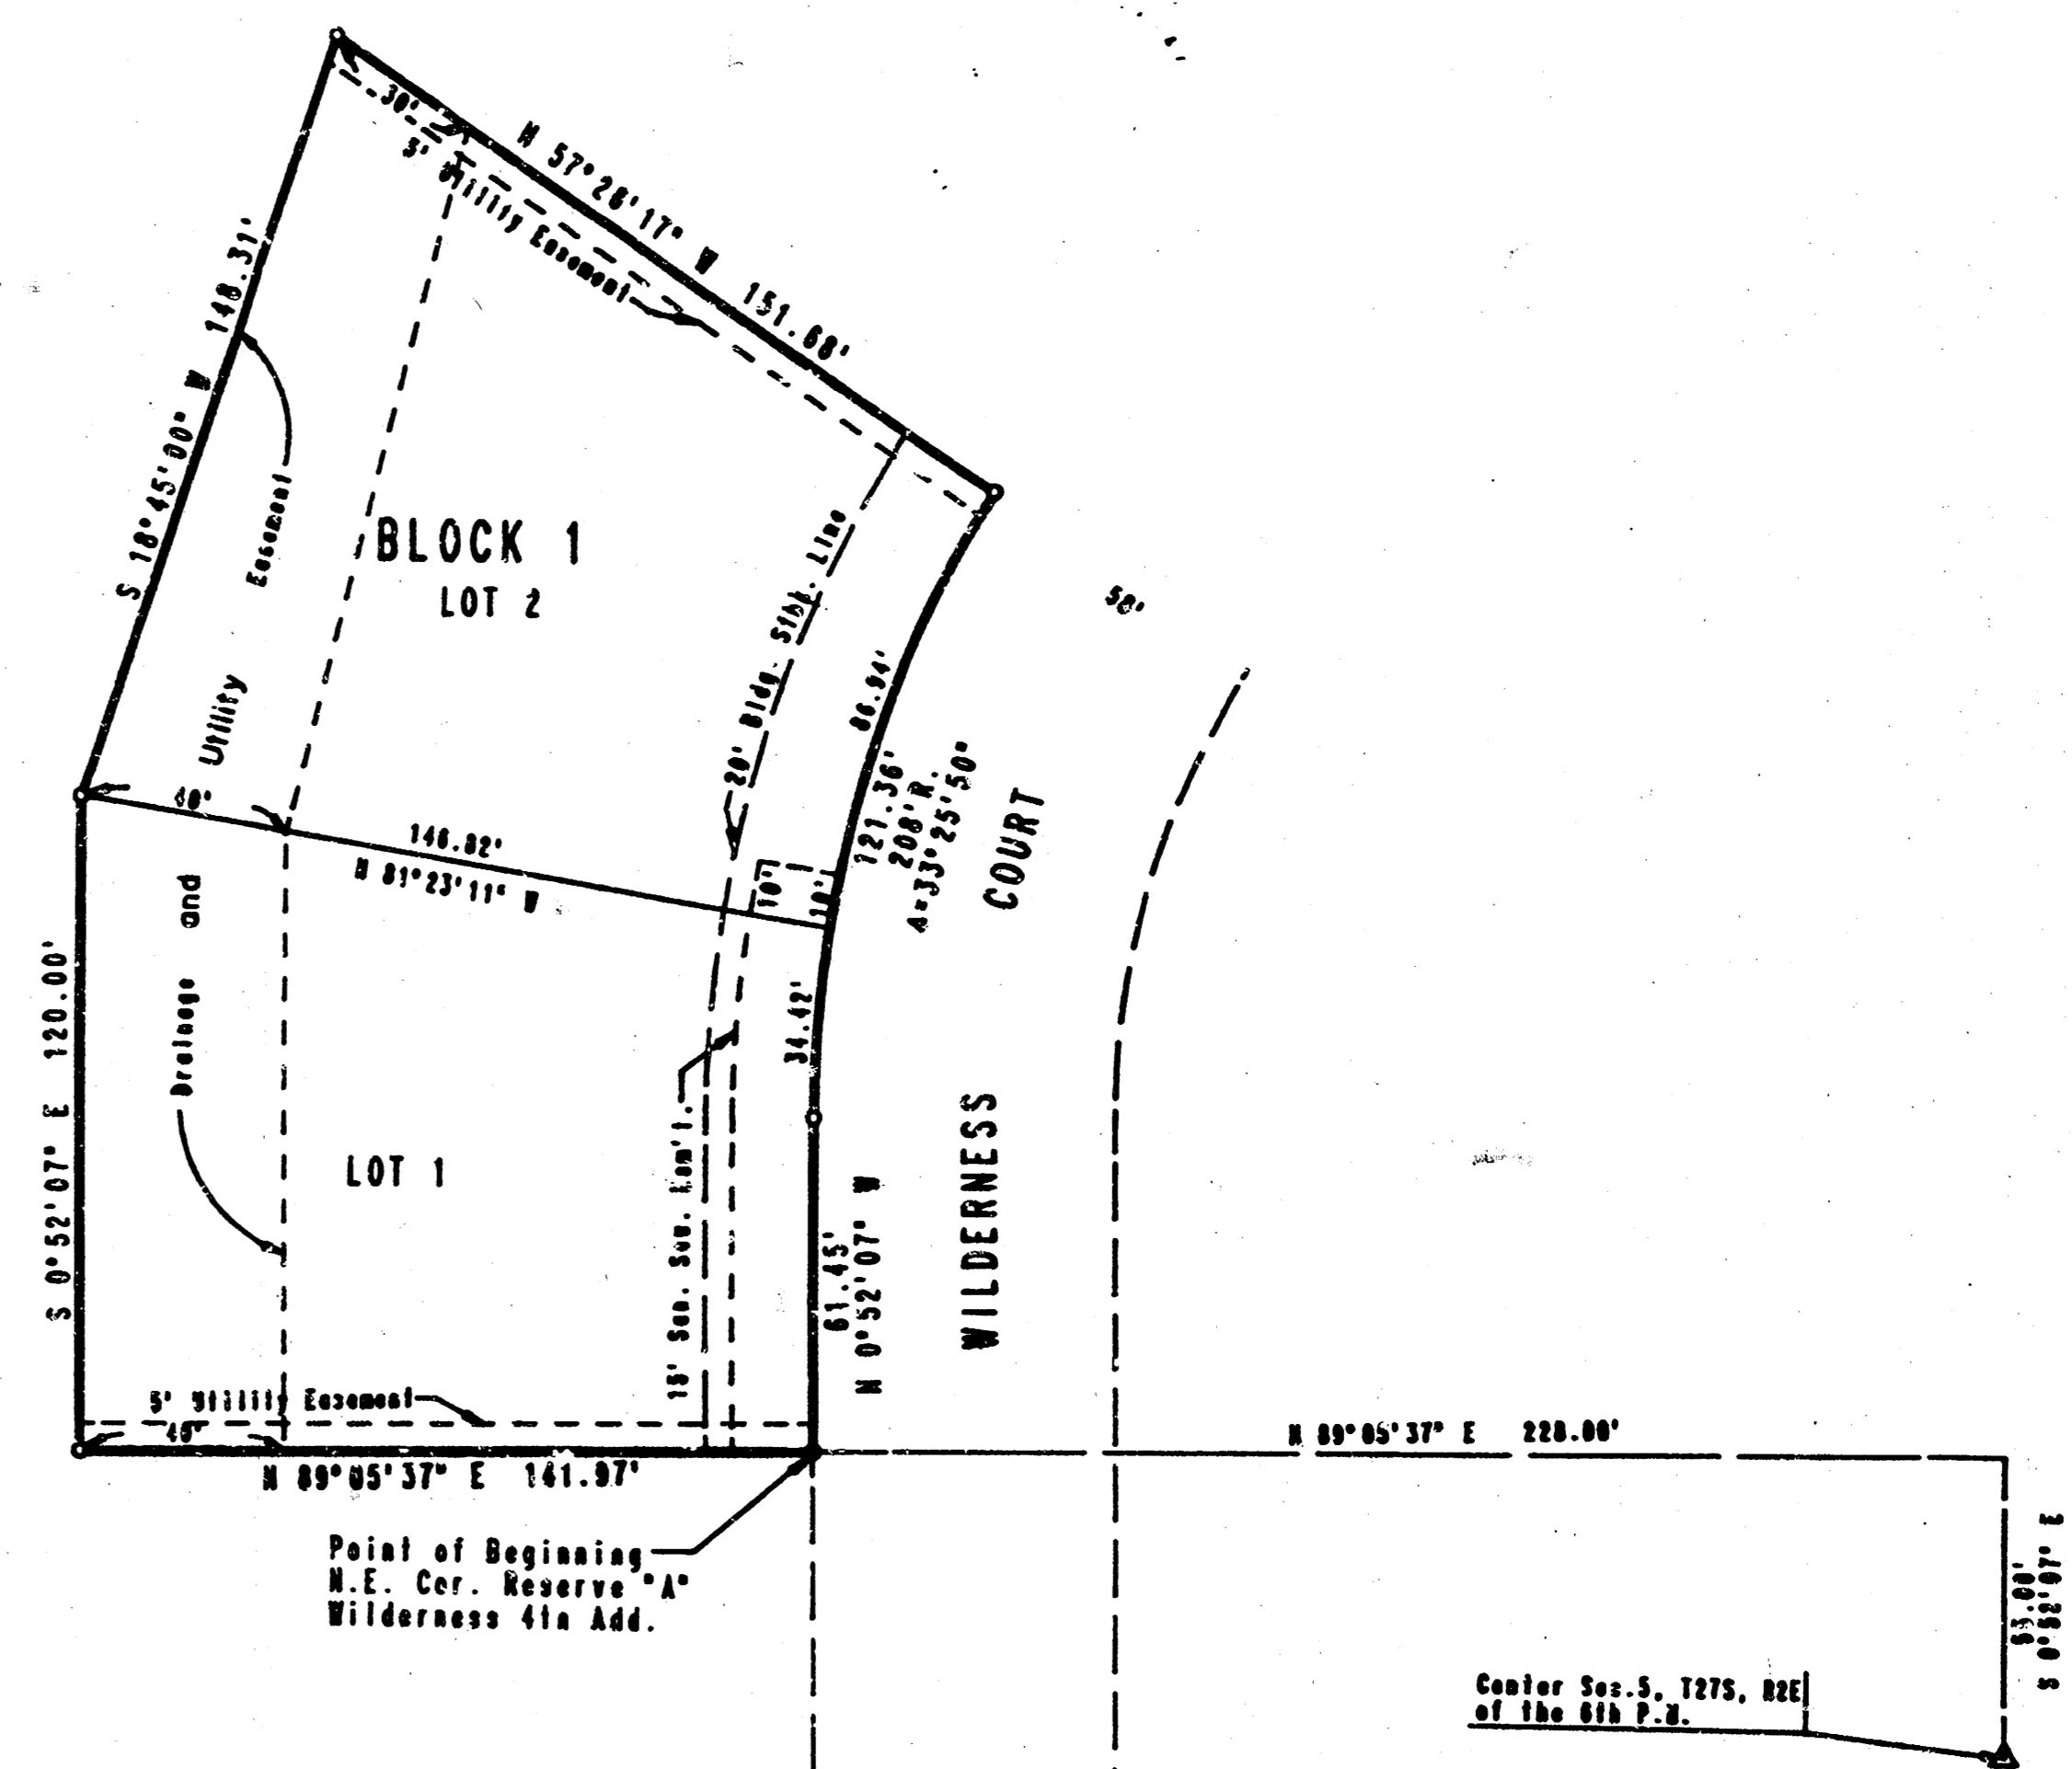 30'
5' Utility Easement
N 57°28'17" W 151.68'
S 18°45'00" W 148.31'
Utility Easement
BLOCK 1
LOT 2
20' Bldg. Stbk. Line
58'
86.94'
121.36'
208' R.
Δ=33°25'50"
40'
146.82'
N 81°23'11" W
10'
10'
WILDERNESS COURT
Drainage and
S 0°52'07" E 120.00'
34.42'
LOT 1
15' San. Sew. Esm't.
61.45'
N 0°52'07" W
5' Utility Easement
40'
N 89°05'37" E 141.97'
N 89°05'37" E 228.00'
Point of Beginning
N.E. Cor. Reserve "A"
Wilderness 4th Add.
S 0°52'07" E
Center Sec.5, T27S, R2E
of the 6th P.M.